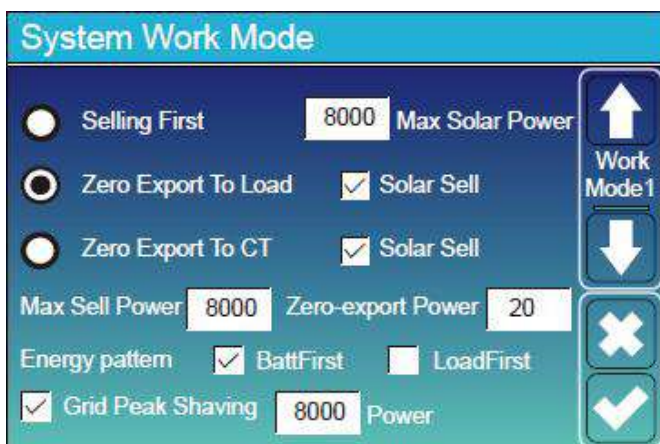 System Work Mode
Selling First 8000 Max Solar Power
Work
Mode1
Zero Export To Load Solar Sell
Zero Export To CT Solar Sell
Max Sell Power 8000 Zero-export Power 20
Energy pattern BattFirst LoadFirst
Grid Peak Shaving 8000 Power